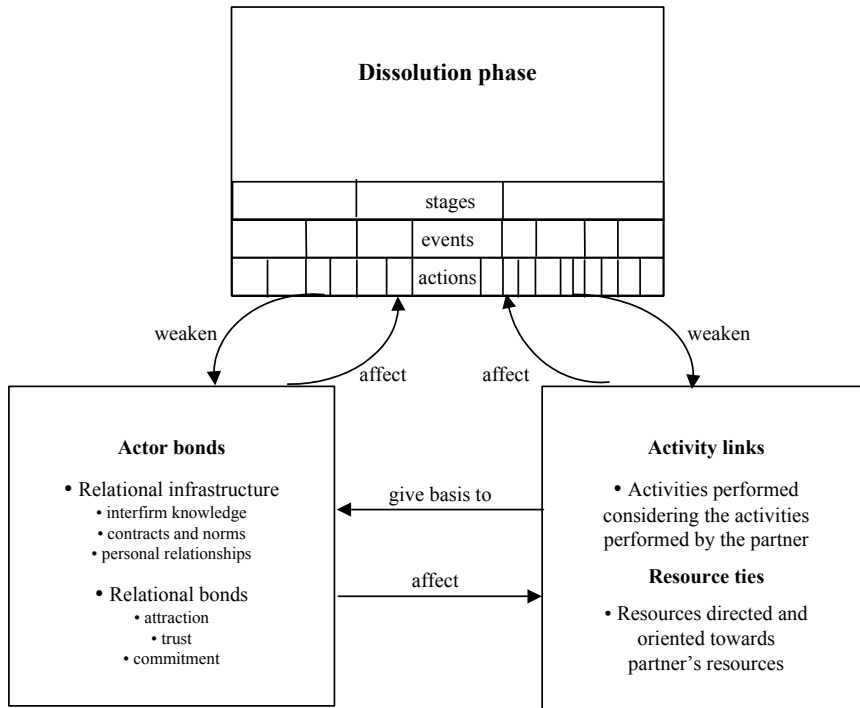 Dissolution phase
stages
events
actions
weaken
affect
affect
weaken
Actor bonds
• Relational infrastructure
• interfirm knowledge
• contracts and norms
• personal relationships
• Relational bonds
• attraction
• trust
• commitment
give basis to
affect
Activity links
• Activities performed
considering the activities
performed by the partner
Resource ties
• Resources directed and
oriented towards
partner’s resources